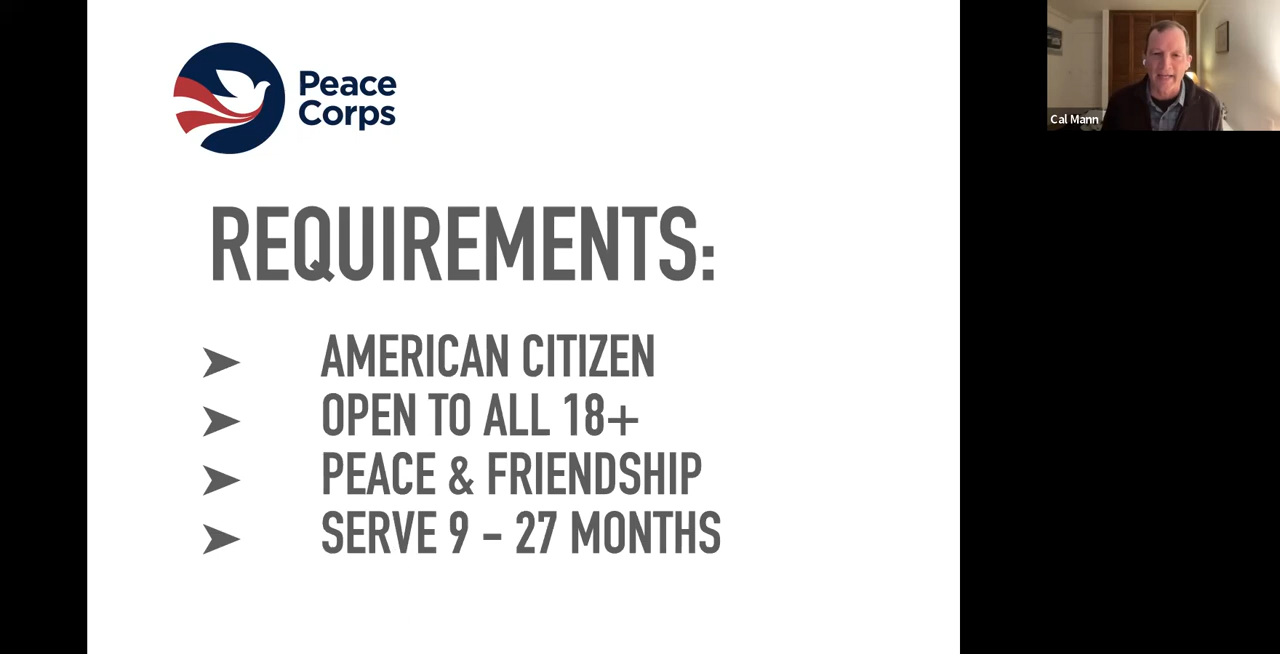 Peace
Corps
REQUIREMENTS:
➤ AMERICAN CITIZEN
➤ OPEN TO ALL 18+
➤ PEACE & FRIENDSHIP
➤ SERVE 9 – 27 MONTHS
Cal Mann